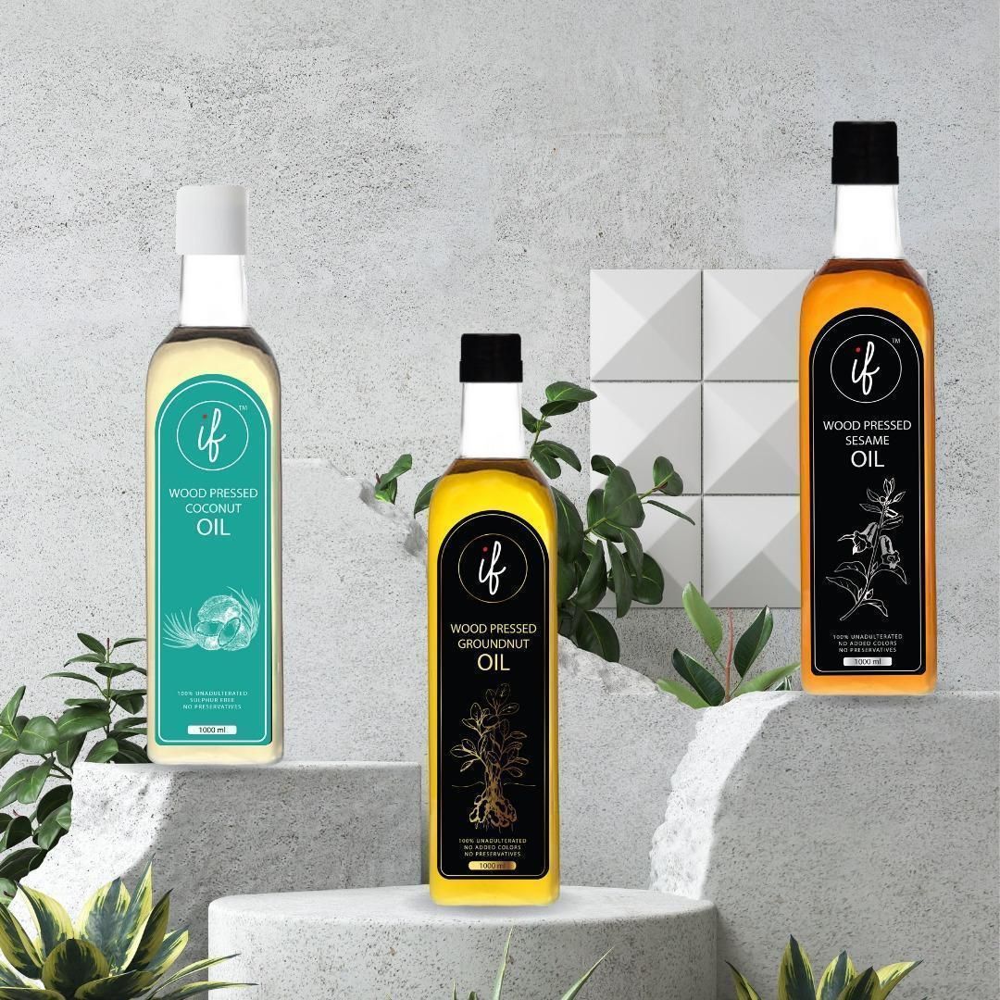 if
TM
WOOD PRESSED
COCONUT
OIL
100% UNADULTERATED
SULPHUR FREE
NO PRESERVATIVES
1000 ml
if
WOOD PRESSED
GROUNDNUT
OIL
100% UNADULTERATED
NO ADDED COLORS
NO PRESERVATIVES
1000 ml
if
TM
WOOD PRESSED
SESAME
OIL
100% UNADULTERATED
NO ADDED COLORS
NO PRESERVATIVES
1000 ml